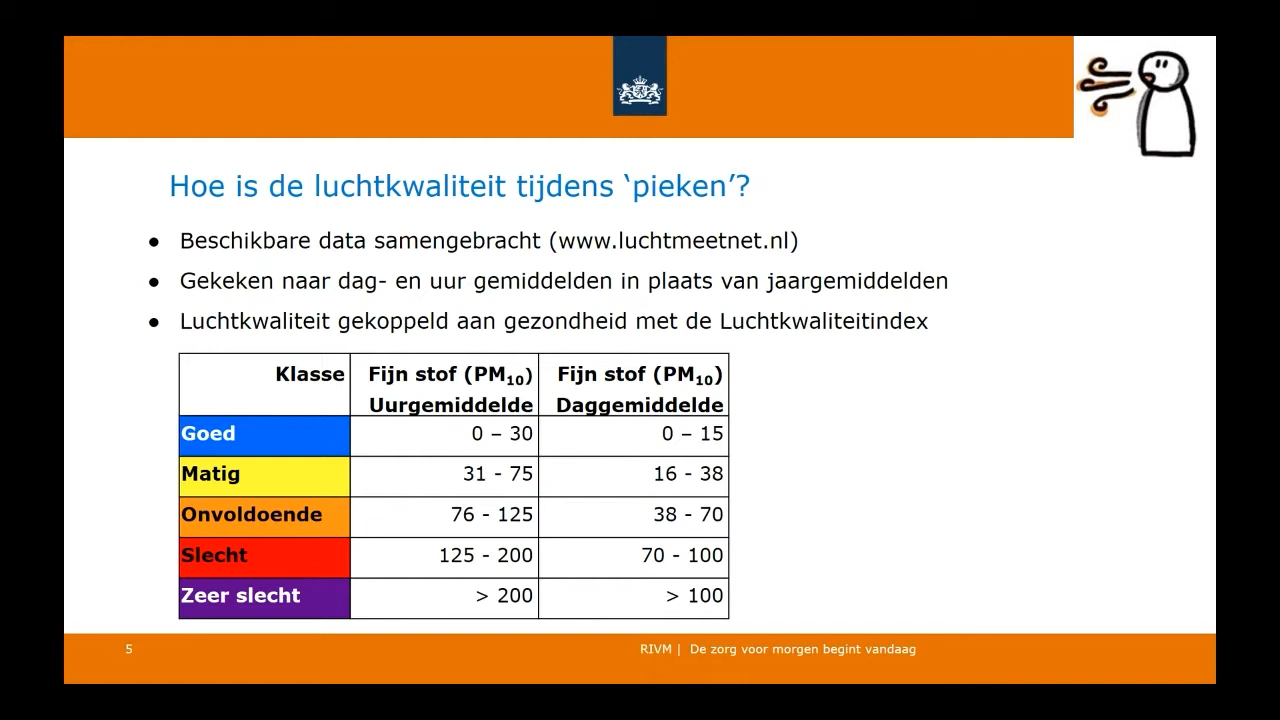 Hoe is de luchtkwaliteit tijdens ‘pieken’?
● Beschikbare data samengebracht (www.luchtmeetnet.nl)
● Gekeken naar dag- en uur gemiddelden in plaats van jaargemiddelden
● Luchtkwaliteit gekoppeld aan gezondheid met de Luchtkwaliteitindex
Klasse Fijn stof (PM₁₀) Fijn stof (PM₁₀)
Uurgemiddelde Daggemiddelde
Goed 0 – 30 0 – 15
Matig 31 - 75 16 - 38
Onvoldoende 76 - 125 38 - 70
Slecht 125 - 200 70 - 100
Zeer slecht > 200 > 100
5 RIVM | De zorg voor morgen begint vandaag